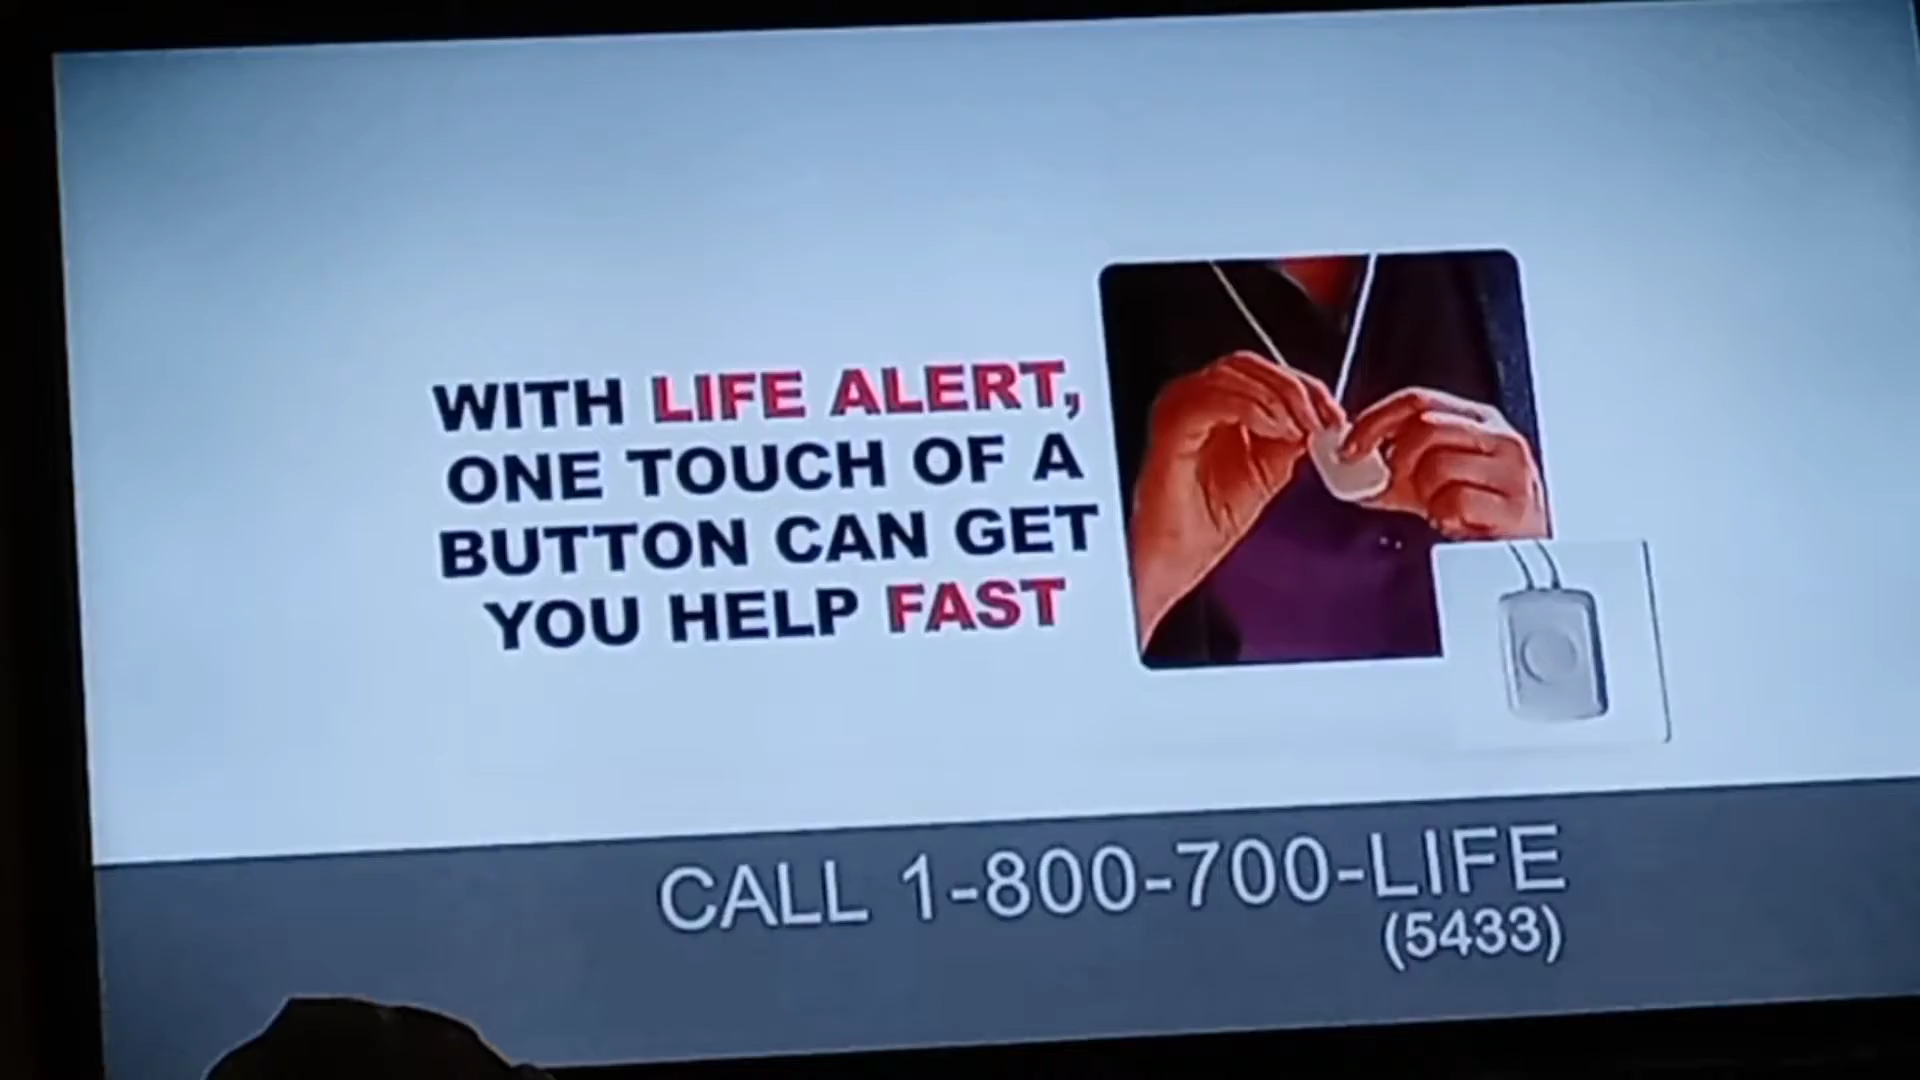 WITH LIFE ALERT,
ONE TOUCH OF A
BUTTON CAN GET
YOU HELP FAST
CALL 1-800-700-LIFE
(5433)